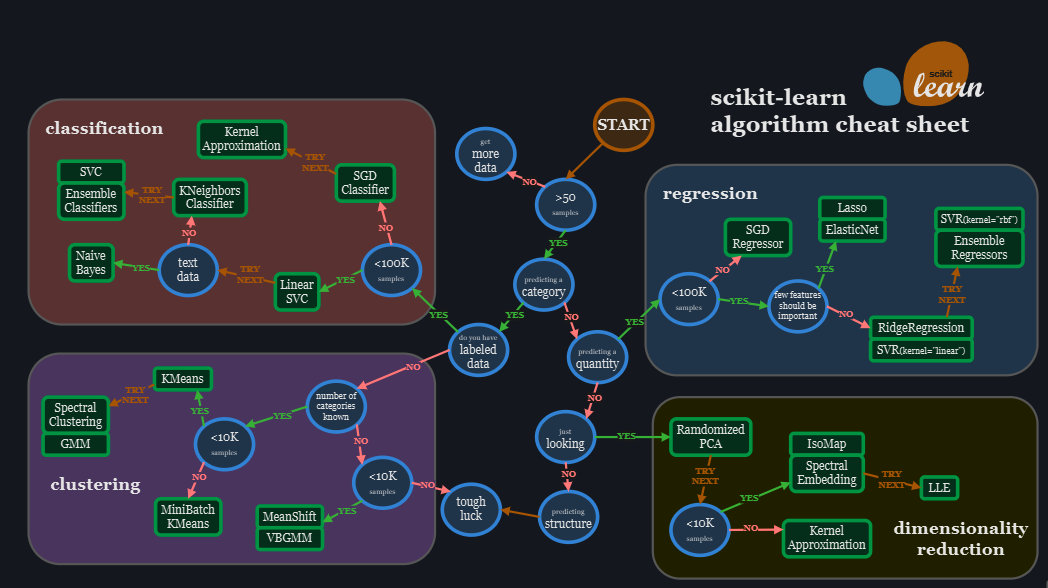 scikit
learn
scikit-learn
algorithm cheat sheet
classification
Kernel
Approximation
TRY
NEXT
SVC
Ensemble
Classifiers
TRY
NEXT
KNeighbors
Classifier
SGD
Classifier
NO
NO
Naive
Bayes
YES
text
data
TRY
NEXT
Linear
SVC
YES
<100K
samples
YES
START
get
more
data
NO
>50
samples
YES
predicting a
category
YES
NO
do you have
labeled
data
NO
predicting a
quantity
YES
NO
just
looking
YES
NO
predicting
structure
tough
luck
regression
SGD
Regressor
NO
<100K
samples
YES
Lasso
ElasticNet
YES
few features
should be
important
NO
SVR(kernel="rbf")
Ensemble
Regressors
TRY
NEXT
RidgeRegression
SVR(kernel="linear")
clustering
KMeans
TRY
NEXT
Spectral
Clustering
GMM
YES
<10K
samples
YES
number of
categories
known
NO
NO
MiniBatch
KMeans
<10K
samples
NO
YES
MeanShift
VBGMM
Randomized
PCA
TRY
NEXT
IsoMap
Spectral
Embedding
TRY
NEXT
LLE
YES
<10K
samples
NO
Kernel
Approximation
dimensionality
reduction